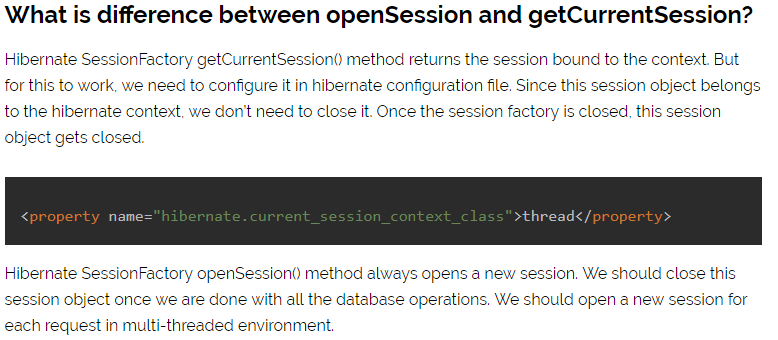 What is difference between openSession and getCurrentSession?
Hibernate SessionFactory getCurrentSession() method returns the session bound to the context. But
for this to work, we need to configure it in hibernate configuration file. Since this session object belongs
to the hibernate context, we don't need to close it. Once the session factory is closed, this session
object gets closed.
<property name="hibernate.current_session_context_class">thread</property>
Hibernate SessionFactory openSession() method always opens a new session. We should close this
session object once we are done with all the database operations. We should open a new session for
each request in multi-threaded environment.